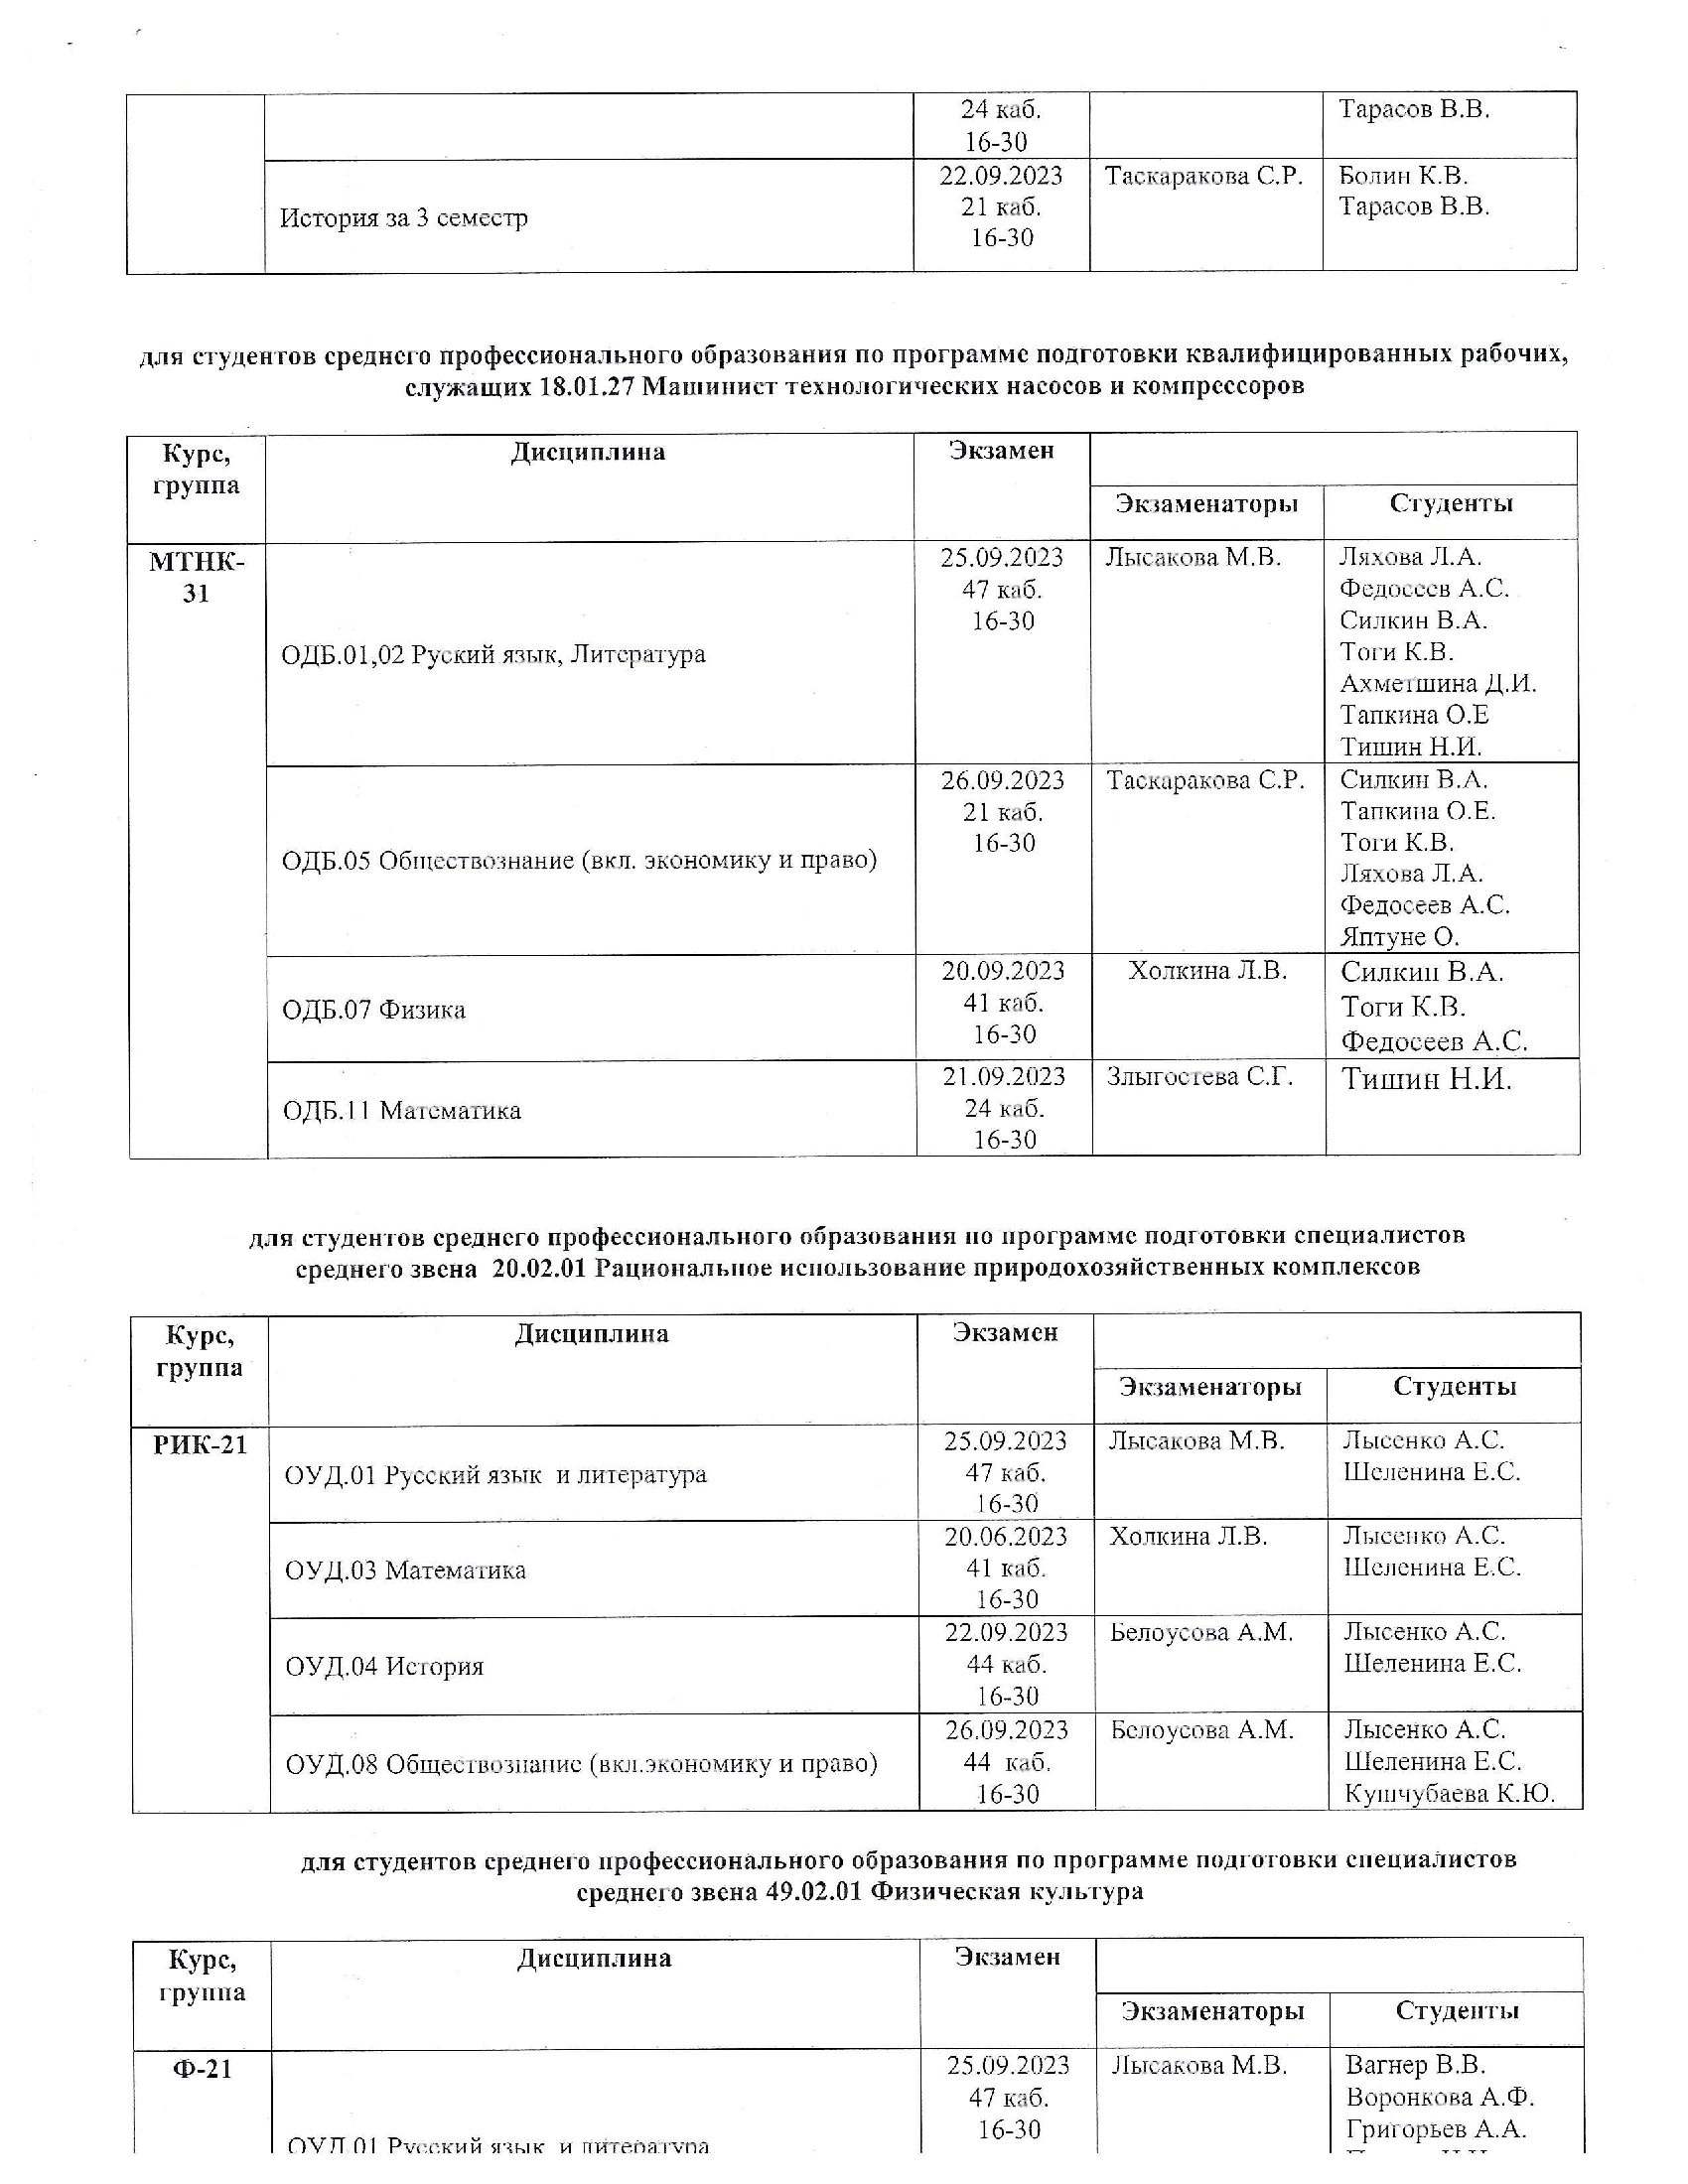 24 каб.
16-30
Тарасов В.В.
История за 3 семестр
22.09.2023
21 каб.
16-30
Таскаракова С.Р.
Болин К.В.
Тарасов В.В.
для студентов среднего профессионального образования по программе подготовки квалифицированных рабочих,
служащих 18.01.27 Машинист технологических насосов и компрессоров
Курс,
группа
Дисциплина
Экзамен
Экзаменаторы
Студенты
МТНК-
31
ОДБ.01,02 Руский язык, Литература
25.09.2023
47 каб.
16-30
Лысакова М.В.
Ляхова Л.А.
Федосеев А.С.
Силкин В.А.
Тоги К.В.
Ахметшина Д.И.
Тапкина О.Е
Тишин Н.И.
ОДБ.05 Обществознание (вкл. экономику и право)
26.09.2023
21 каб.
16-30
Таскаракова С.Р.
Силкин В.А.
Тапкина О.Е.
Тоги К.В.
Ляхова Л.А.
Федосеев А.С.
Яптуне О.
ОДБ.07 Физика
20.09.2023
41 каб.
16-30
Холкина Л.В.
Силкин В.А.
Тоги К.В.
Федосеев А.С.
ОДБ.11 Математика
21.09.2023
24 каб.
16-30
Злыгостева С.Г.
Тишин Н.И.
для студентов среднего профессионального образования по программе подготовки специалистов
среднего звена 20.02.01 Рациональное использование природохозяйственных комплексов
Курс,
группа
Дисциплина
Экзамен
Экзаменаторы
Студенты
РИК-21
ОУД.01 Русский язык и литература
25.09.2023
47 каб.
16-30
Лысакова М.В.
Лысенко А.С.
Шеленина Е.С.
ОУД.03 Математика
20.06.2023
41 каб.
16-30
Холкина Л.В.
Лысенко А.С.
Шеленина Е.С.
ОУД.04 История
22.09.2023
44 каб.
16-30
Белоусова А.М.
Лысенко А.С.
Шеленина Е.С.
ОУД.08 Обществознание (вкл.экономику и право)
26.09.2023
44 каб.
16-30
Белоусова А.М.
Лысенко А.С.
Шеленина Е.С.
Кушчубаева К.Ю.
для студентов среднего профессионального образования по программе подготовки специалистов
среднего звена 49.02.01 Физическая культура
Курс,
группа
Дисциплина
Экзамен
Экзаменаторы
Студенты
Ф-21
ОУД.01 Русский язык и литература
25.09.2023
47 каб.
16-30
Лысакова М.В.
Вагнер В.В.
Воронкова А.Ф.
Григорьев А.А.